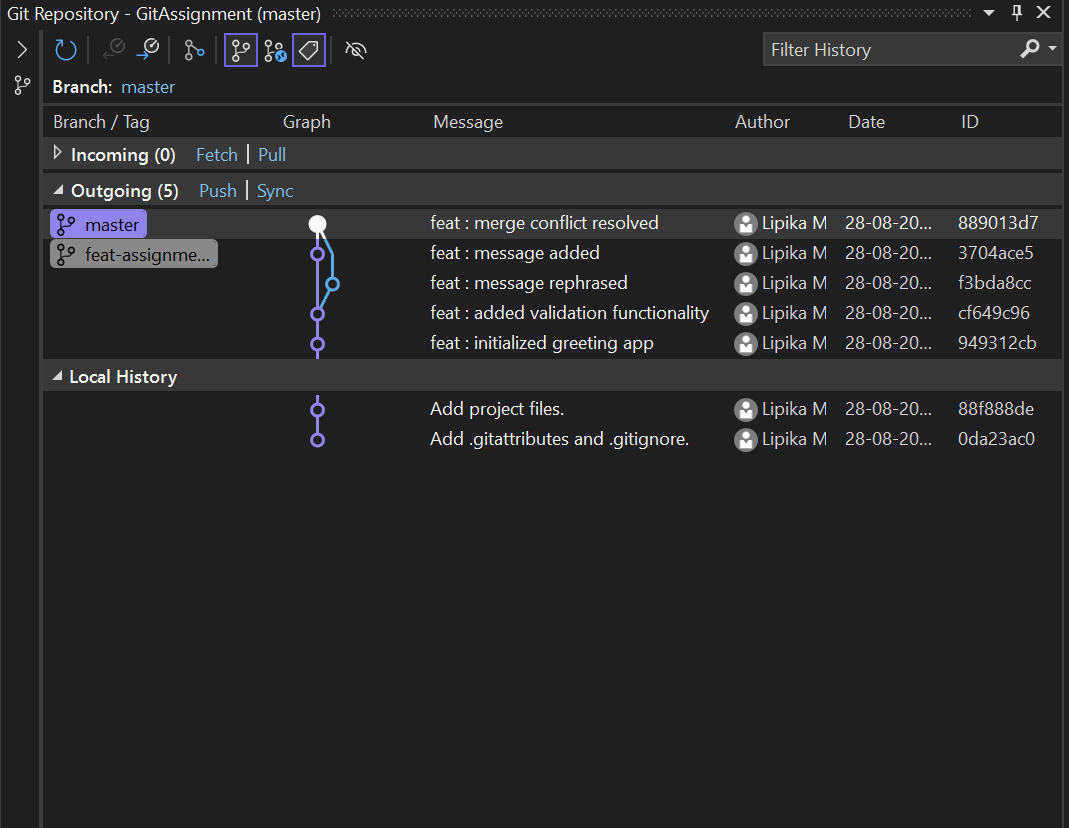 Git Repository - GitAssignment (master)
Filter History
Branch: master
Branch / Tag Graph Message Author Date ID
Incoming (0) Fetch Pull
Outgoing (5) Push Sync
master feat : merge conflict resolved Lipika M 28-08-20... 889013d7
feat-assignme... feat : message added Lipika M 28-08-20... 3704ace5
feat : message rephrased Lipika M 28-08-20... f3bda8cc
feat : added validation functionality Lipika M 28-08-20... cf649c96
feat : initialized greeting app Lipika M 28-08-20... 949312cb
Local History
Add project files. Lipika M 28-08-20... 88f888de
Add .gitattributes and .gitignore. Lipika M 28-08-20... 0da23ac0